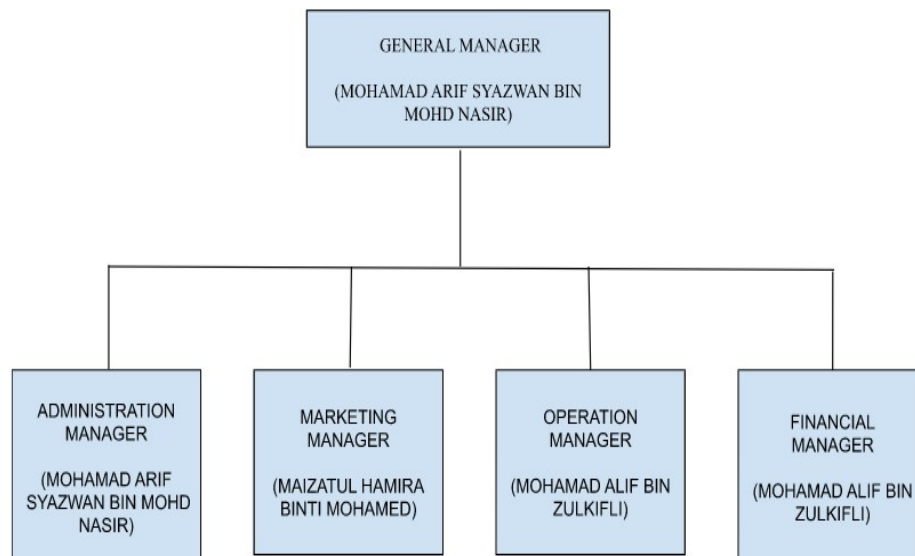 GENERAL MANAGER
(MOHAMAD ARIF SYAZWAN BIN
MOHD NASIR)
ADMINISTRATION
MANAGER
(MOHAMAD ARIF
SYAZWAN BIN MOHD
NASIR)
MARKETING
MANAGER
(MAIZATUL HAMIRA
BINTI MOHAMED)
OPERATION
MANAGER
(MOHAMAD ALIF BIN
ZULKIFLI)
FINANCIAL
MANAGER
(MOHAMAD ALIF BIN
ZULKIFLI)